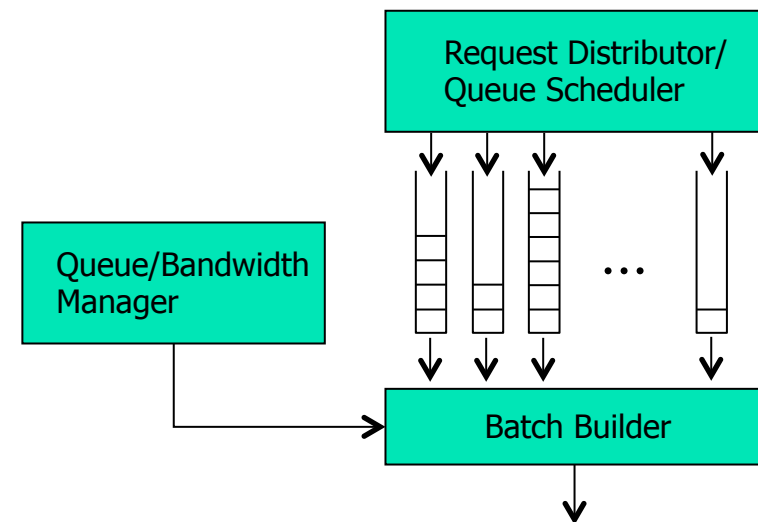 Request Distributor/
Queue Scheduler
Queue/Bandwidth
Manager
...
Batch Builder